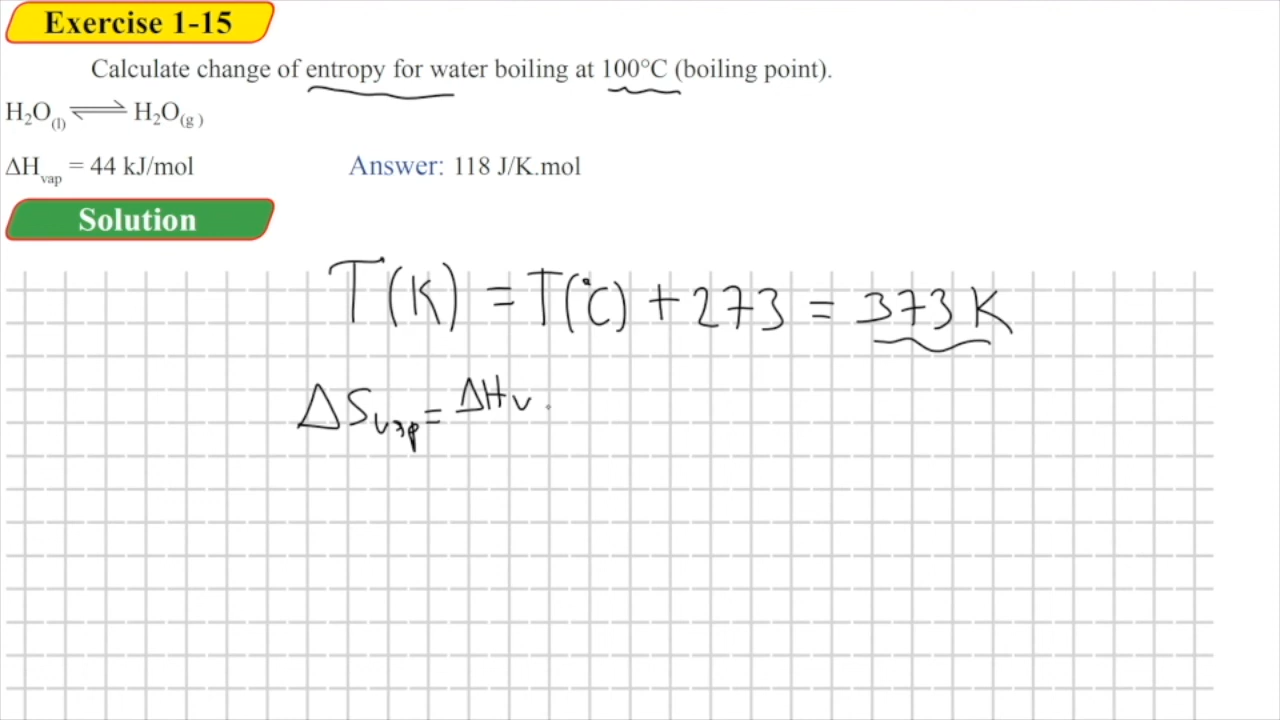 Exercise 1-15
Calculate change of entropy for water boiling at 100°C (boiling point).
H₂O₍l₎ ⇌ H₂O₍g₎
ΔHvap = 44 kJ/mol Answer: 118 J/K.mol
Solution
T(K) = T(°C) + 273 = 373 K
ΔSvap = ΔHv